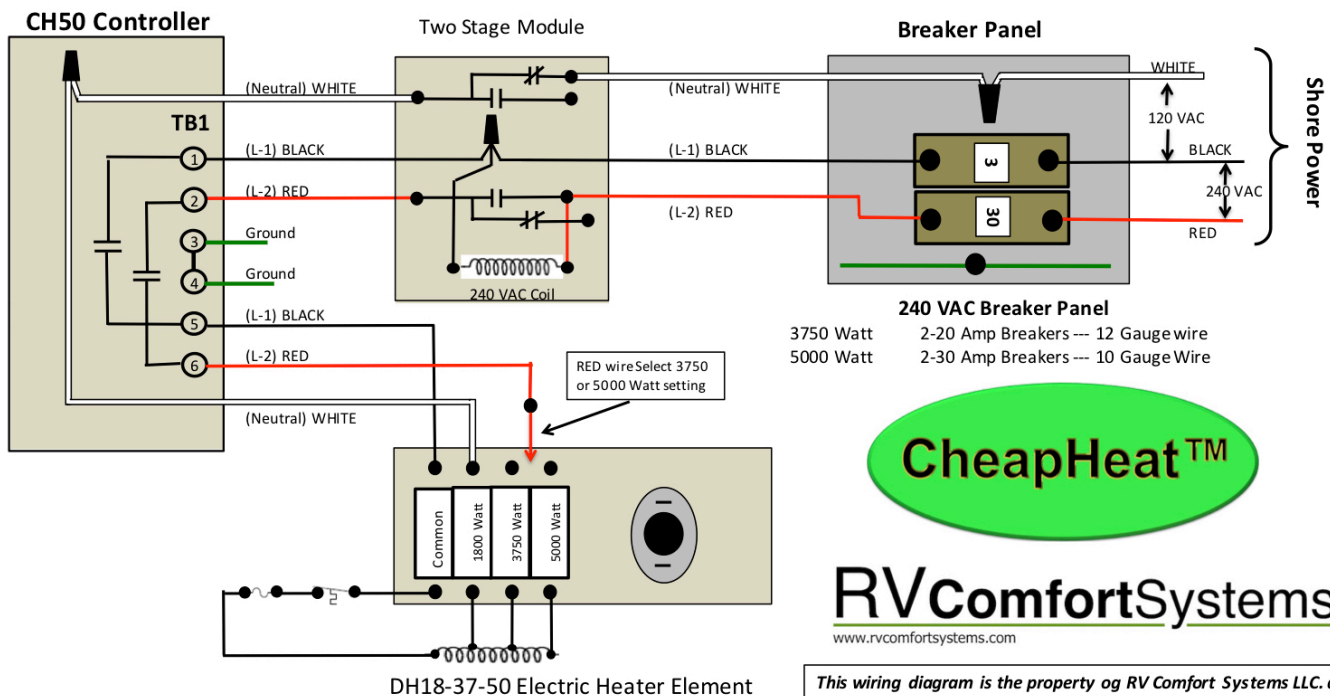 CH50 Controller
Two Stage Module
Breaker Panel
(Neutral) WHITE
(Neutral) WHITE
WHITE
120 VAC
TB1
1
(L-1) BLACK
(L-1) BLACK
3
BLACK
2
(L-2) RED
(L-2) RED
30
240 VAC
RED
Shore Power
3
Ground
4
Ground
240 VAC Coil
5
(L-1) BLACK
6
(L-2) RED
(Neutral) WHITE
240 VAC Breaker Panel
3750 Watt 2-20 Amp Breakers --- 12 Gauge wire
5000 Watt 2-30 Amp Breakers --- 10 Gauge Wire
RED wire Select 3750
or 5000 Watt setting
CheapHeat™
Common
1800 Watt
3750 Watt
5000 Watt
RVComfortSystems
www.rvcomfortsystems.com
DH18-37-50 Electric Heater Element
This wiring diagram is the property og RV Comfort Systems LLC.